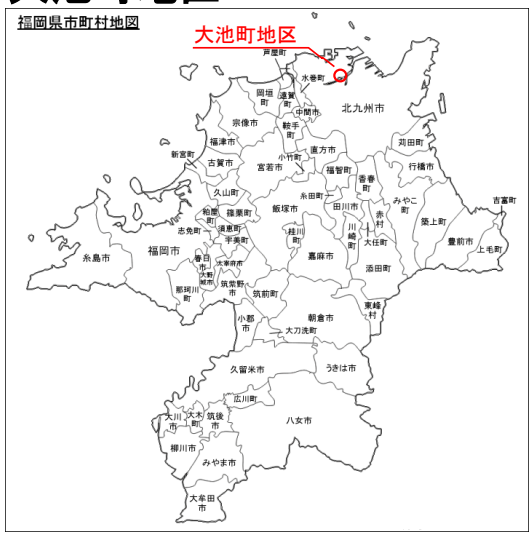 福岡県市町村地図
大池町地区
芦屋町
水巻町
岡垣町
遠賀町
中間市
北九州市
宗像市
鞍手町
苅田町
福津市
直方市
新宮町
小竹町
行橋市
古賀市
宮若市
福智町
香春町
久山町
糸田町
みやこ町
吉富町
粕屋町
篠栗町
飯塚市
田川市
赤村
築上町
志免町
須恵町
桂川町
川崎町
大任町
豊前市
上毛町
福岡市
宇美町
糸島市
春日市
太宰府市
嘉麻市
添田町
大野城市
那珂川町
筑紫野市
筑前町
東峰村
小郡市
朝倉市
大刀洗町
久留米市
うきは市
広川町
大川市
大木町
筑後市
八女市
柳川市
みやま市
大牟田市